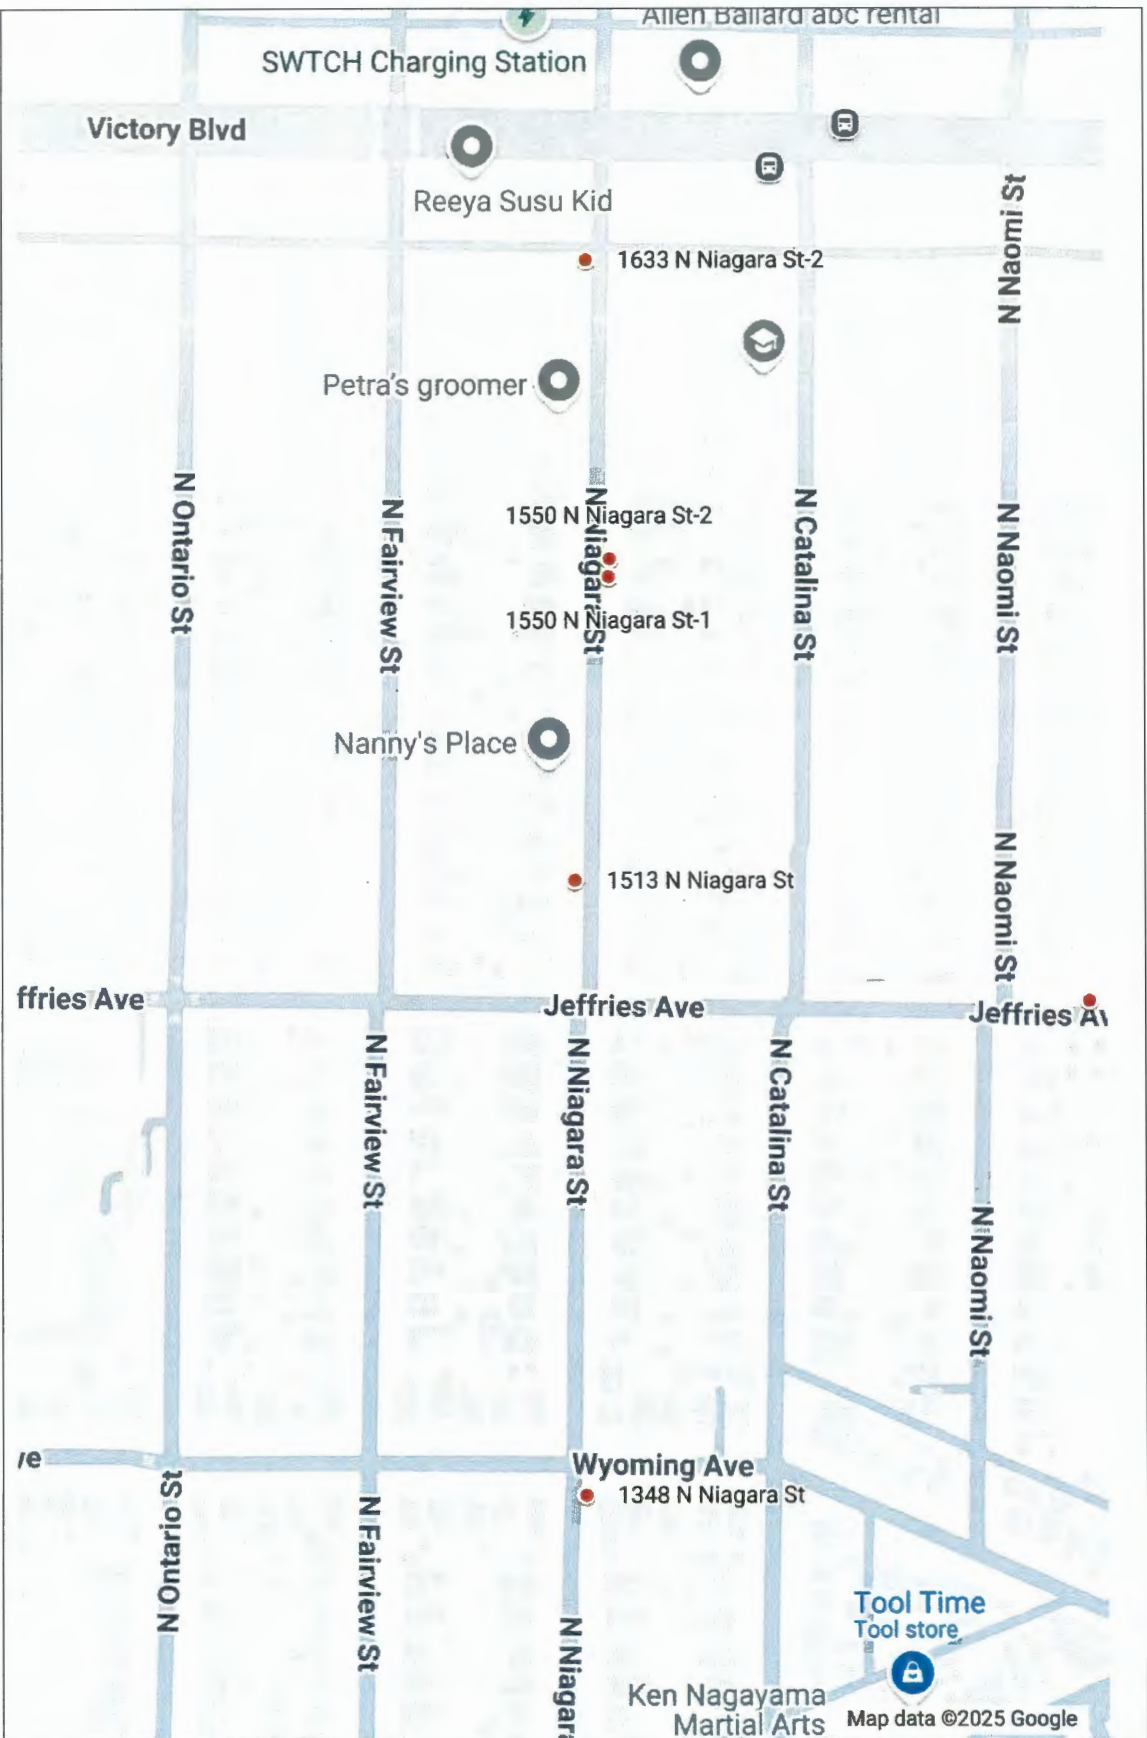 Allen Ballard abc rental
SWTCH Charging Station
Victory Blvd
Reeya Susu Kid
N Naomi St
1633 N Niagara St-2
Petra's groomer
N Ontario St
N Fairview St
N Niagara St
N Catalina St
N Naomi St
1550 N Niagara St-2
1550 N Niagara St-1
Nanny's Place
N Naomi St
1513 N Niagara St
ffries Ave
Jeffries Ave
Jeffries Av
N Fairview St
N Niagara St
N Catalina St
N Naomi St
/e
Wyoming Ave
1348 N Niagara St
N Ontario St
N Fairview St
N Niagar
Tool Time
Tool store
Ken Nagayama
Martial Arts
Map data ©2025 Google